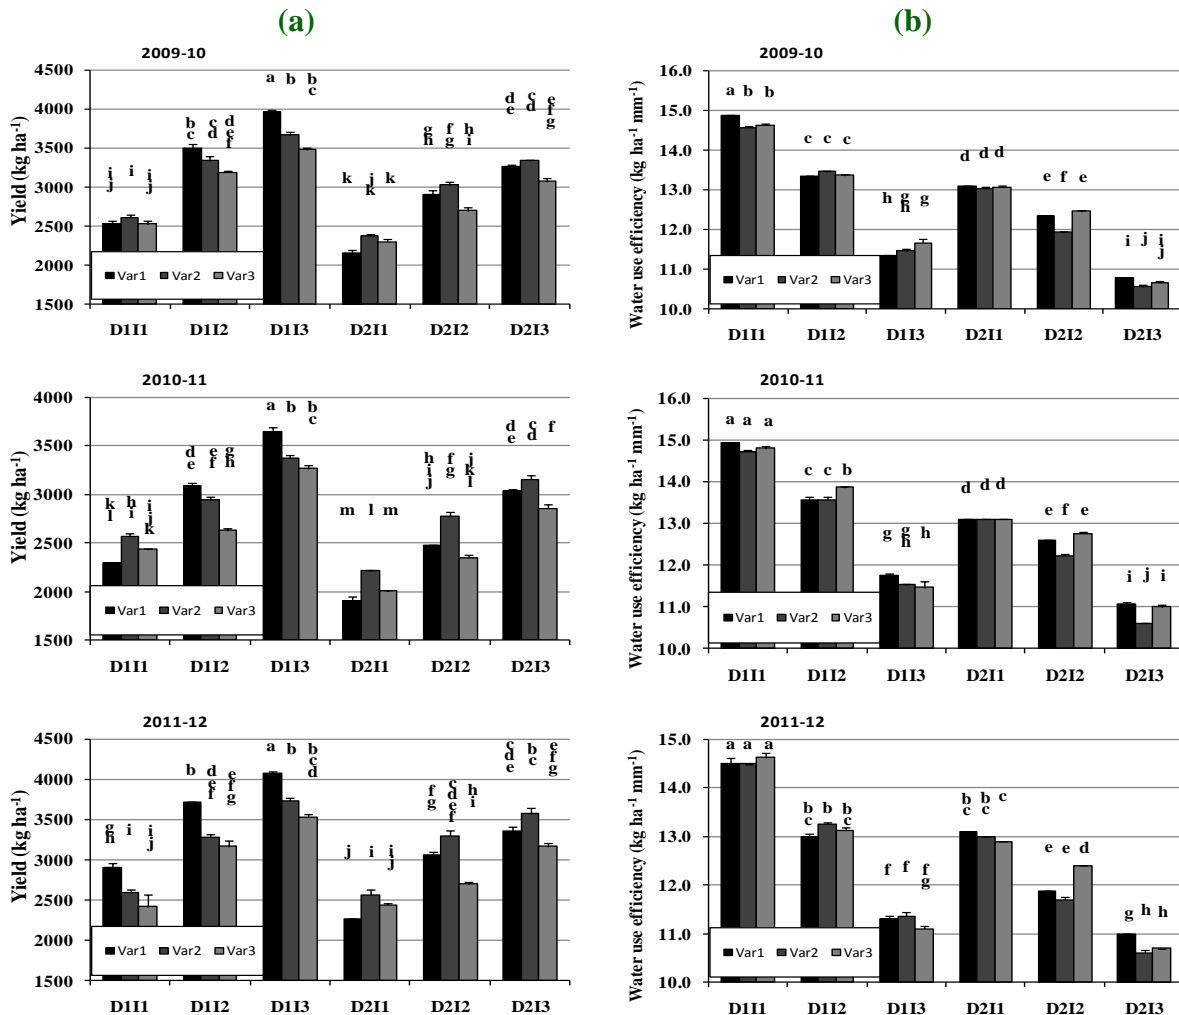 (a)
2009-10
Yield (kg ha-1)
4500
4000
3500
3000
2500
2000
1500
i j
i
i j
b c
c d
d e f
a
b
b c
k
j k
k
g h
f g
h i
d e
c d
e f g
Var1 Var2 Var3
D1I1 D1I2 D1I3 D2I1 D2I2 D2I3
2010-11
Yield (kg ha-1)
4000
3500
3000
2500
2000
1500
k l
h i
i j k
d e
e f
g h
a
b
b c
m
l
m
h i j
f g
j k l
d e
c d
f
Var1 Var2 Var3
D1I1 D1I2 D1I3 D2I1 D2I2 D2I3
2011-12
Yield (kg ha-1)
4500
4000
3500
3000
2500
2000
1500
g h
i
i j
b
d e f
e f g
a
b
b c d
j
i
i j
f g
c d e f
h i
c d e
b c
e f g
Var1 Var2 Var3
D1I1 D1I2 D1I3 D2I1 D2I2 D2I3
(b)
2009-10
Water use efficiency (kg ha-1 mm-1)
16.0
15.0
14.0
13.0
12.0
11.0
10.0
a b b
c c c
h
g h
g
d d d
e f e
i
j
i j
Var1 Var2 Var3
D1I1 D1I2 D1I3 D2I1 D2I2 D2I3
2010-11
Water use efficiency (kg ha-1 mm-1)
16.0
15.0
14.0
13.0
12.0
11.0
10.0
a a a
c c b
g
g h
h
d d d
e f e
i j i
Var1 Var2 Var3
D1I1 D1I2 D1I3 D2I1 D2I2 D2I3
2011-12
Water use efficiency (kg ha-1 mm-1)
15.0
14.0
13.0
12.0
11.0
10.0
a a a
b c
b
b c
f
f
f g
b c
b c
c
e e d
g h h
Var1 Var2 Var3
D1I1 D1I2 D1I3 D2I1 D2I2 D2I3